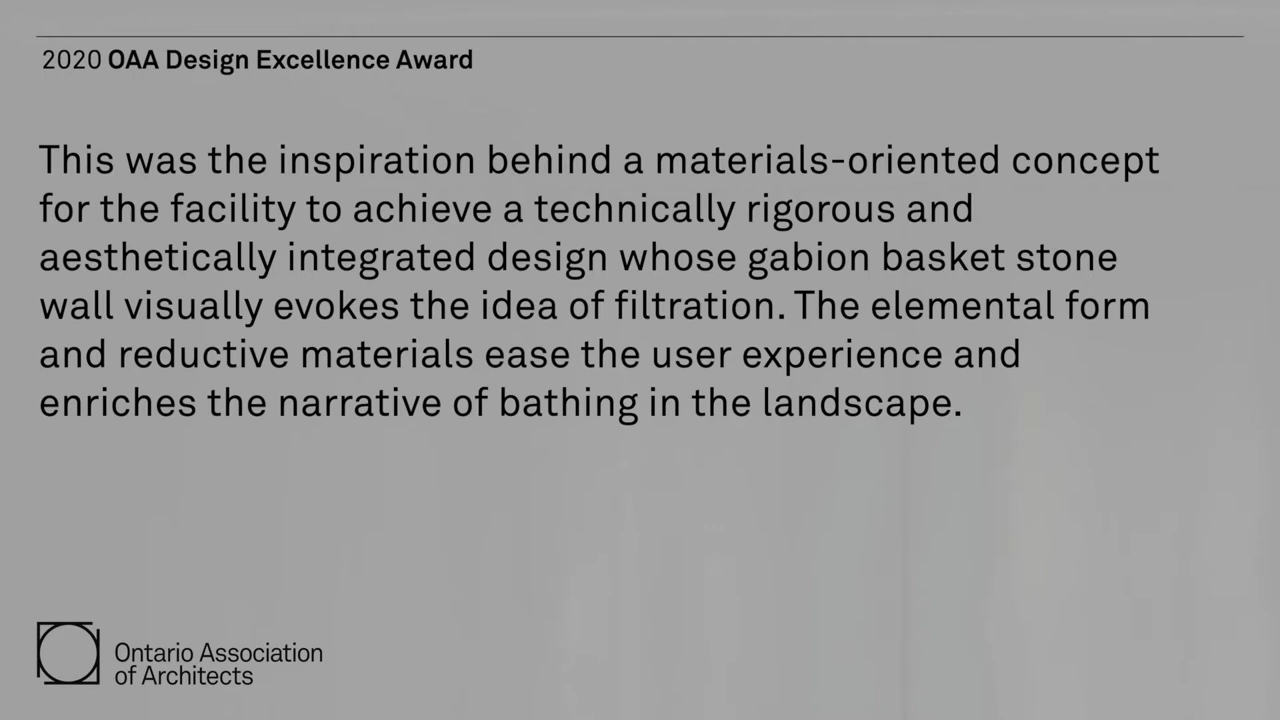 2020 OAA Design Excellence Award
This was the inspiration behind a materials-oriented concept
for the facility to achieve a technically rigorous and
aesthetically integrated design whose gabion basket stone
wall visually evokes the idea of filtration. The elemental form
and reductive materials ease the user experience and
enriches the narrative of bathing in the landscape.
Ontario Association
of Architects